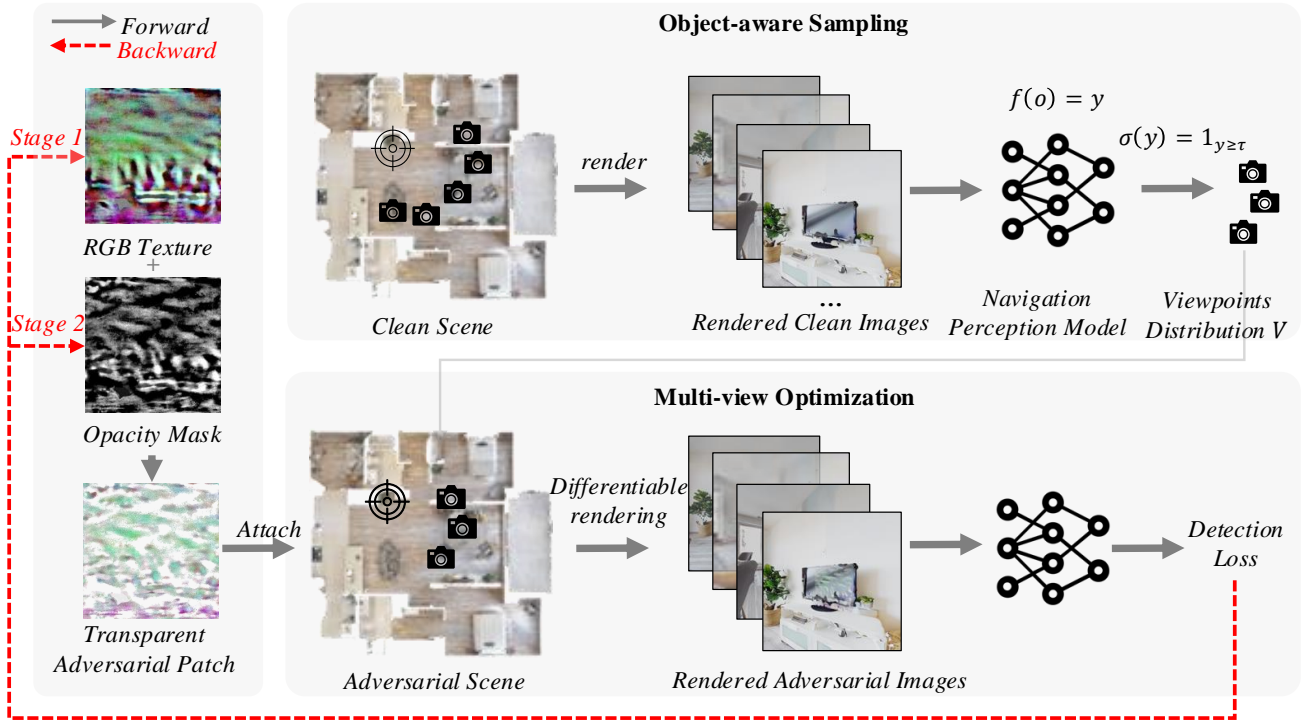 Forward
Backward
Stage 1
RGB Texture
+
Stage 2
Opacity Mask
Transparent
Adversarial Patch
Attach
Object-aware Sampling
Clean Scene
render
...
Rendered Clean Images
f(o) = y
σ(y) = 1_{y≥τ}
Navigation
Perception Model
Viewpoints
Distribution V
Multi-view Optimization
Adversarial Scene
Differentiable
rendering
Rendered Adversarial Images
Detection
Loss